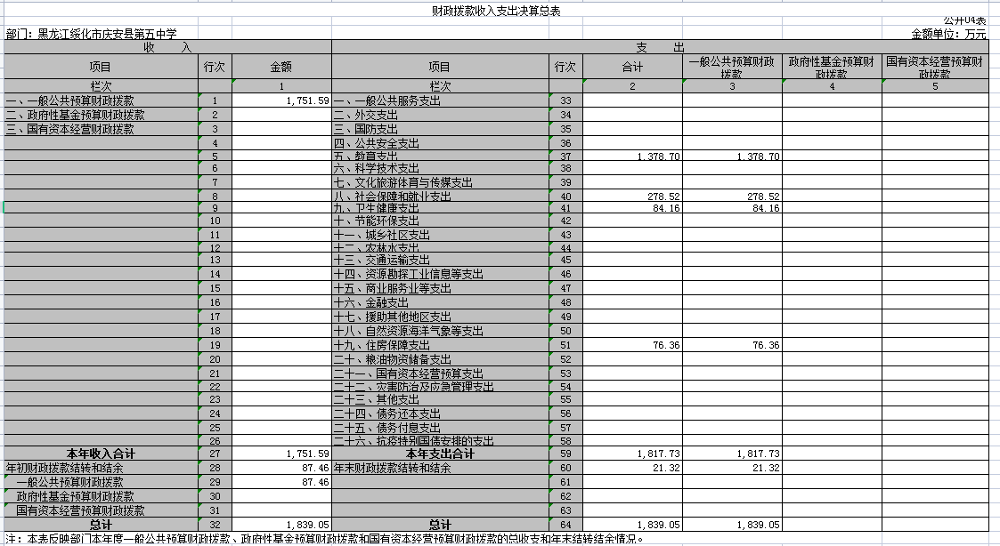 财政拨款收入支出决算总表
公开04表
部门：黑龙江绥化市庆安县第五中学 金额单位：万元
收 入 支 出
项目 行次 金额 项目 行次 合计 一般公共预算财政拨款 政府性基金预算财政拨款 国有资本经营预算财政拨款
栏次 1 栏次 2 3 4 5
一、一般公共预算财政拨款 1 1,751.59 一、一般公共服务支出 33
二、政府性基金预算财政拨款 2 二、外交支出 34
三、国有资本经营财政拨款 3 三、国防支出 35
4 四、公共安全支出 36
5 五、教育支出 37 1,378.70 1,378.70
6 六、科学技术支出 38
7 七、文化旅游体育与传媒支出 39
8 八、社会保障和就业支出 40 278.52 278.52
9 九、卫生健康支出 41 84.16 84.16
10 十、节能环保支出 42
11 十一、城乡社区支出 43
12 十二、农林水支出 44
13 十三、交通运输支出 45
14 十四、资源勘探工业信息等支出 46
15 十五、商业服务业等支出 47
16 十六、金融支出 48
17 十七、援助其他地区支出 49
18 十八、自然资源海洋气象等支出 50
19 十九、住房保障支出 51 76.36 76.36
20 二十、粮油物资储备支出 52
21 二十一、国有资本经营预算支出 53
22 二十二、灾害防治及应急管理支出 54
23 二十三、其他支出 55
24 二十四、债务还本支出 56
25 二十五、债务付息支出 57
26 二十六、抗疫特别国债安排的支出 58
本年收入合计 27 1,751.59 本年支出合计 59 1,817.73 1,817.73
年初财政拨款结转和结余 28 87.46 年末财政拨款结转和结余 60 21.32 21.32
一般公共预算财政拨款 29 87.46 61
政府性基金预算财政拨款 30 62
国有资本经营预算财政拨款 31 63
总计 32 1,839.05 总计 64 1,839.05 1,839.05
注：本表反映部门本年度一般公共预算财政拨款、政府性基金预算财政拨款和国有资本经营预算财政拨款的总收支和年末结转结余情况。